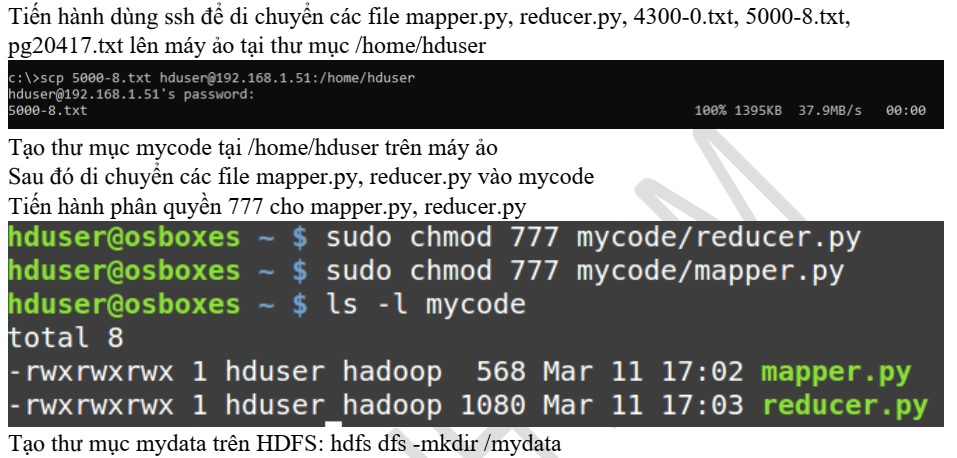 Tiến hành dùng ssh để di chuyển các file mapper.py, reducer.py, 4300-0.txt, 5000-8.txt,
pg20417.txt lên máy ảo tại thư mục /home/hduser
c:\>scp 5000-8.txt hduser@192.168.1.51:/home/hduser
hduser@192.168.1.51's password:
5000-8.txt 100% 1395KB 37.9MB/s 00:00
Tạo thư mục mycode tại /home/hduser trên máy ảo
Sau đó di chuyển các file mapper.py, reducer.py vào mycode
Tiến hành phân quyền 777 cho mapper.py, reducer.py
hduser@osboxes ~ $ sudo chmod 777 mycode/reducer.py
hduser@osboxes ~ $ sudo chmod 777 mycode/mapper.py
hduser@osboxes ~ $ ls -l mycode
total 8
-rwxrwxrwx 1 hduser hadoop 568 Mar 11 17:02 mapper.py
-rwxrwxrwx 1 hduser hadoop 1080 Mar 11 17:03 reducer.py
Tạo thư mục mydata trên HDFS: hdfs dfs -mkdir /mydata